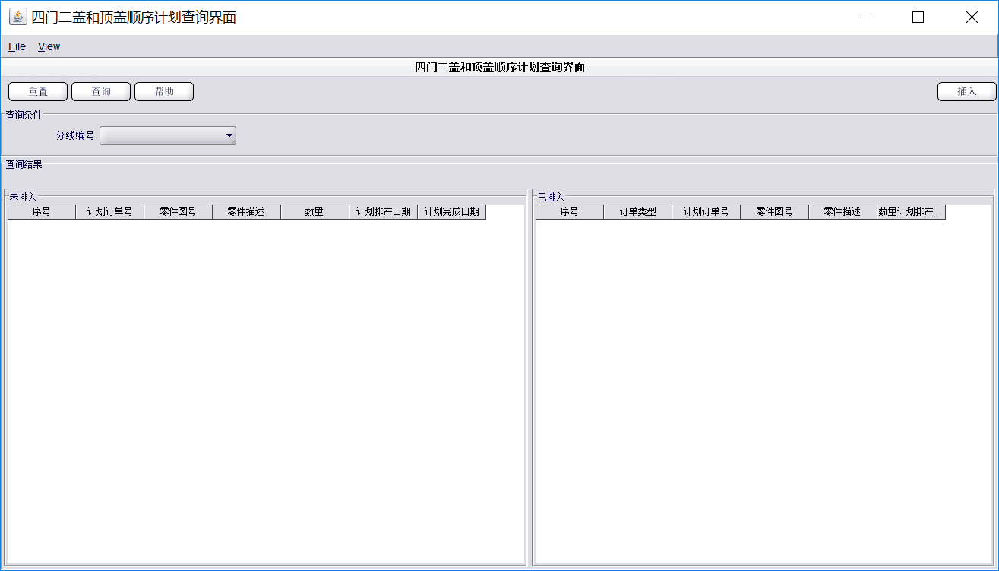 四门二盖和顶盖顺序计划查询界面
File View
四门二盖和顶盖顺序计划查询界面
重置 查询 帮助 插入
查询条件
分线编号
查询结果
未排入 已排入
序号 计划订单号 零件图号 零件描述 数量 计划排产日期 计划完成日期 序号 订单类型 计划订单号 零件图号 零件描述 数量计划排产...